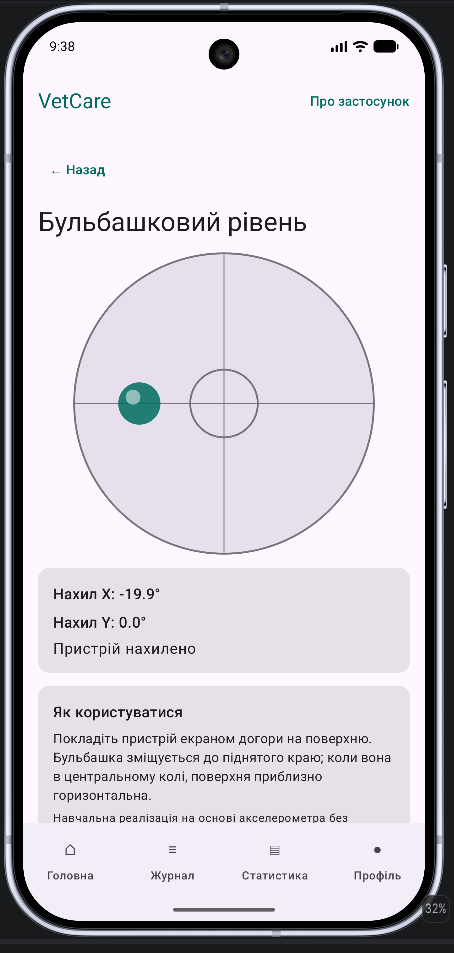 9:38
VetCare
Про застосунок
← Назад
Бульбашковий рівень
Нахил X: -19.9°
Нахил Y: 0.0°
Пристрій нахилено
Як користуватися
Покладіть пристрій екраном догори на поверхню.
Бульбашка зміщується до піднятого краю; коли вона
в центральному колі, поверхня приблизно
горизонтальна.
Навчальна реалізація на основі акселерометра без
Головна
Журнал
Статистика
Профіль
32%